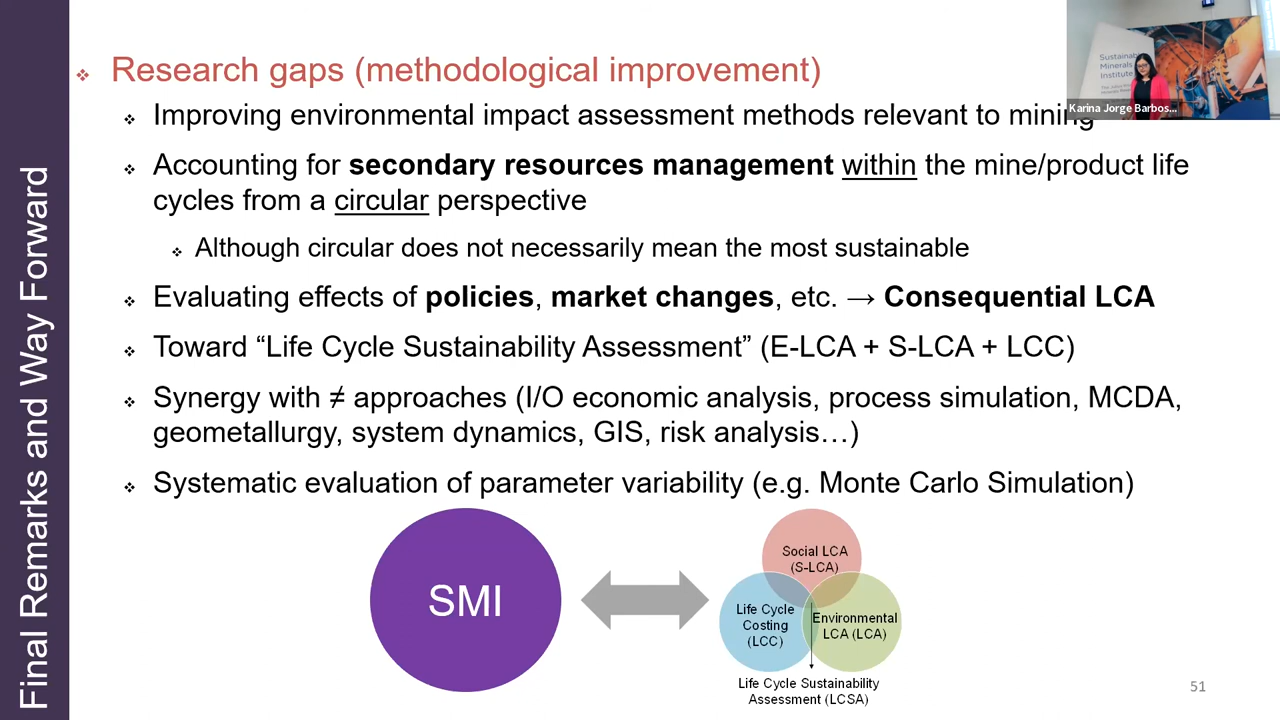 Final Remarks and Way Forward
❖ Research gaps (methodological improvement)
❖ Improving environmental impact assessment methods relevant to mining
❖ Accounting for secondary resources management within the mine/product life
cycles from a circular perspective
❖ Although circular does not necessarily mean the most sustainable
❖ Evaluating effects of policies, market changes, etc. → Consequential LCA
❖ Toward “Life Cycle Sustainability Assessment” (E-LCA + S-LCA + LCC)
❖ Synergy with ≠ approaches (I/O economic analysis, process simulation, MCDA,
geometallurgy, system dynamics, GIS, risk analysis…)
❖ Systematic evaluation of parameter variability (e.g. Monte Carlo Simulation)
SMI
Social LCA
(S-LCA)
Life Cycle
Costing
(LCC)
Environmental
LCA (LCA)
Life Cycle Sustainability
Assessment (LCSA)
51
Sustainable
Minerals
Institute
Karina Jorge Barbos...